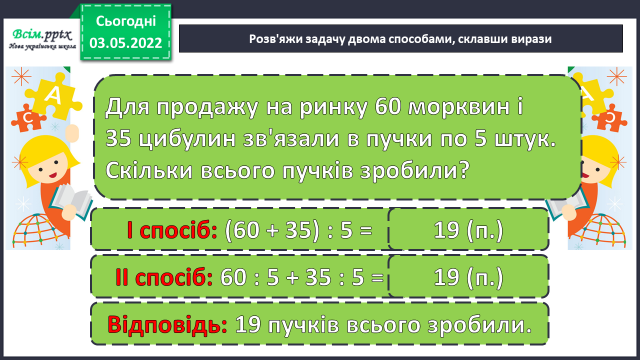 Всім.pptx
Нова українська школа
Сьогодні
03.05.2022
Розв'яжи задачу двома способами, склавши вирази
А
С
Для продажу на ринку 60 морквин і
35 цибулин зв'язали в пучки по 5 штук.
Скільки всього пучків зробили?
І спосіб: (60 + 35) : 5 = 19 (п.)
ІІ спосіб: 60 : 5 + 35 : 5 = 19 (п.)
Відповідь: 19 пучків всього зробили.